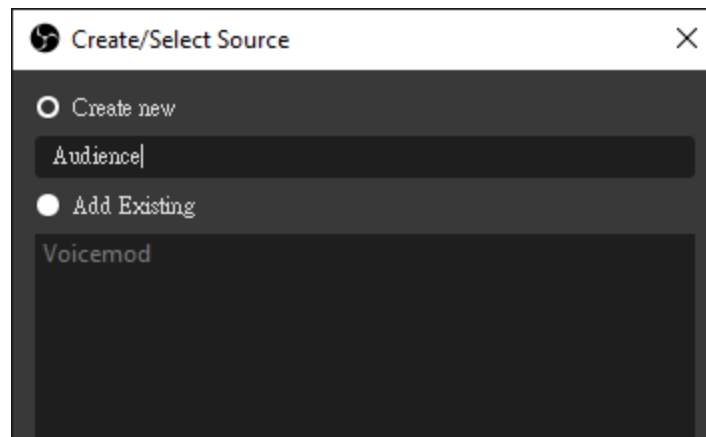 Create/Select Source
Create new
Audience
Add Existing
Voicemod